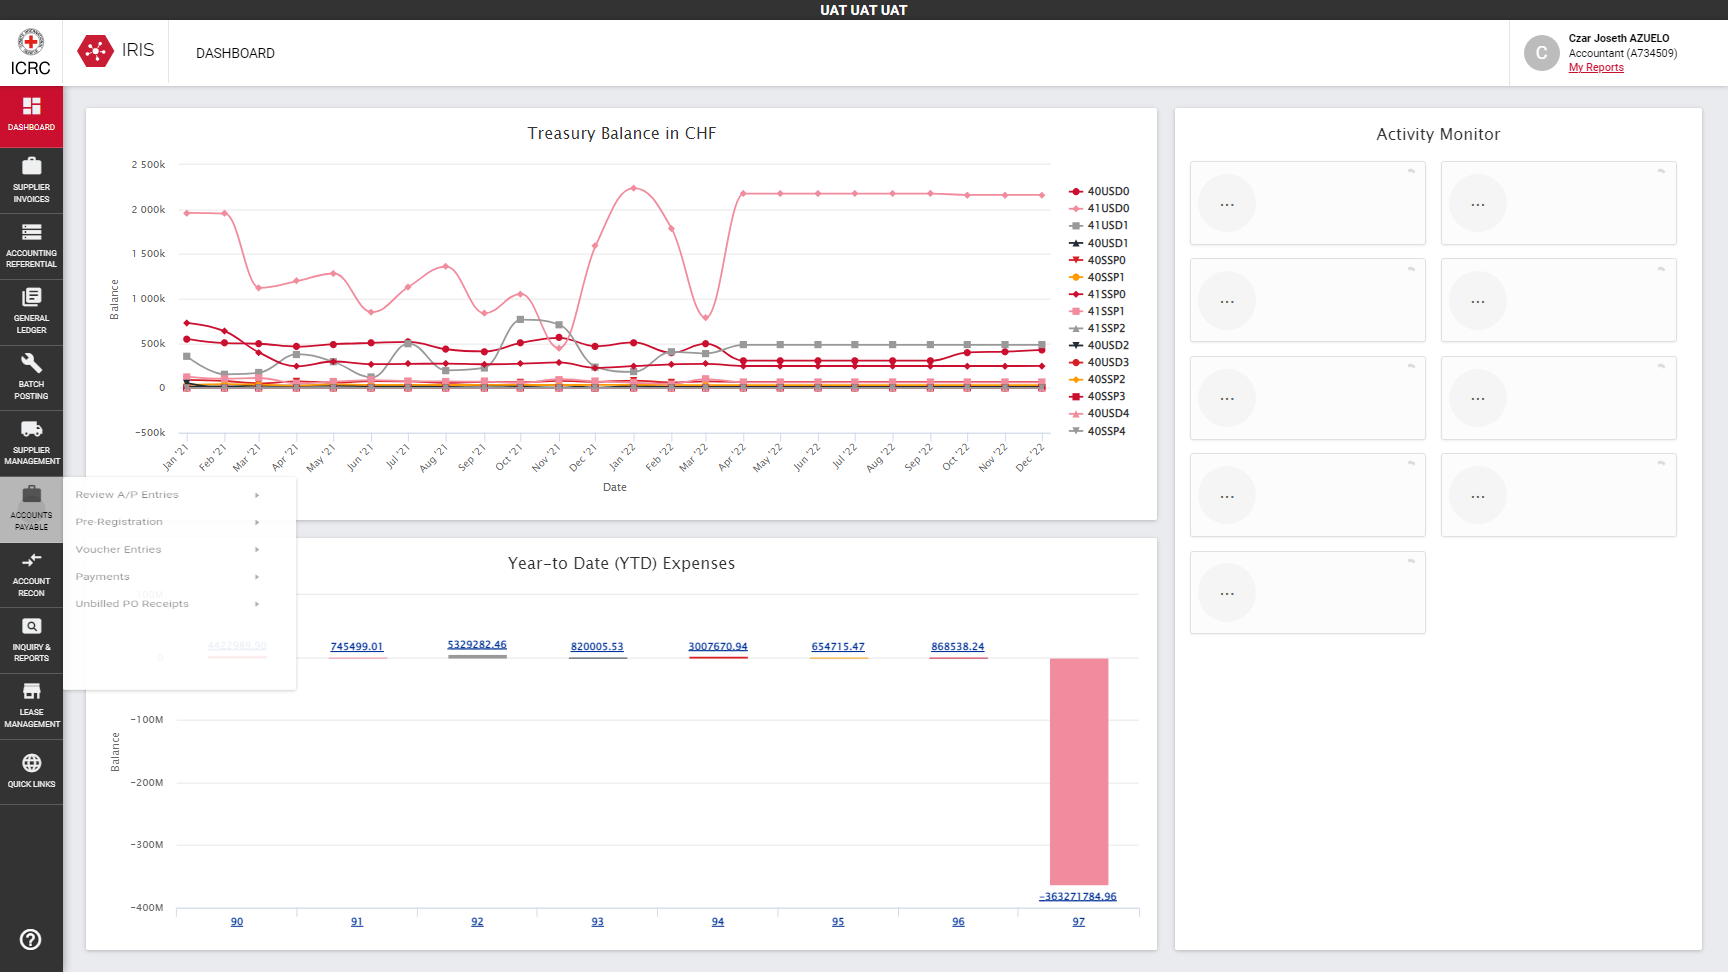 UAT UAT UAT
ICRC
IRIS
DASHBOARD
Czar Joseth AZUELO
Accountant (A734509)
My Reports
C
DASHBOARD
SUPPLIER
INVOICES
ACCOUNTING
REFERENTIAL
GENERAL
LEDGER
BATCH
POSTING
SUPPLIER
MANAGEMENT
ACCOUNTS
PAYABLE
ACCOUNT
RECON
INQUIRY &
REPORTS
LEASE
MANAGEMENT
QUICK LINKS
Review A/P Entries
Pre-Registration
Voucher Entries
Payments
Unbilled PO Receipts
Treasury Balance in CHF
2 500k
2 000k
1 500k
1 000k
500k
0
-500k
Balance
Jan '21
Feb '21
Mar '21
Apr '21
May '21
Jun '21
Jul '21
Aug '21
Sep '21
Oct '21
Nov '21
Dec '21
Jan '22
Feb '22
Mar '22
Apr '22
May '22
Jun '22
Jul '22
Aug '22
Sep '22
Oct '22
Nov '22
Dec '22
Date
40USD0
41USD0
41USD1
40USD1
40SSP0
40SSP1
41SSP0
41SSP1
41SSP2
40USD2
40USD3
40SSP2
40SSP3
40USD4
40SSP4
Year-to Date (YTD) Expenses
100M
0
-100M
-200M
-300M
-400M
Balance
4422989.90
745499.01
5329282.46
820005.53
3007670.94
654715.47
868538.24
-363271784.96
90
91
92
93
94
95
96
97
Activity Monitor
...
...
...
...
...
...
...
...
...